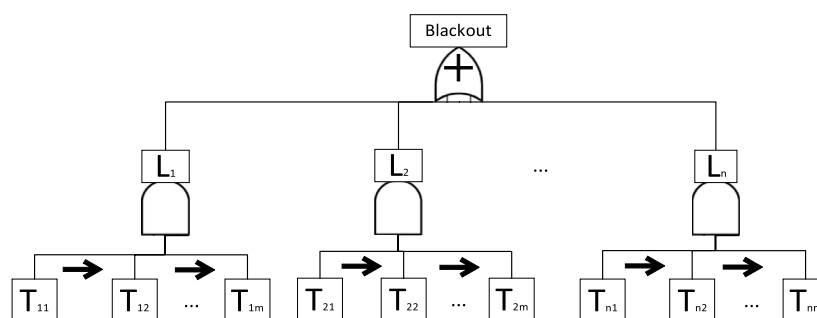 Blackout
+
L1 L2 ... Ln
T11 T12 ... T1m T21 T22 ... T2m Tn1 Tn2 ...